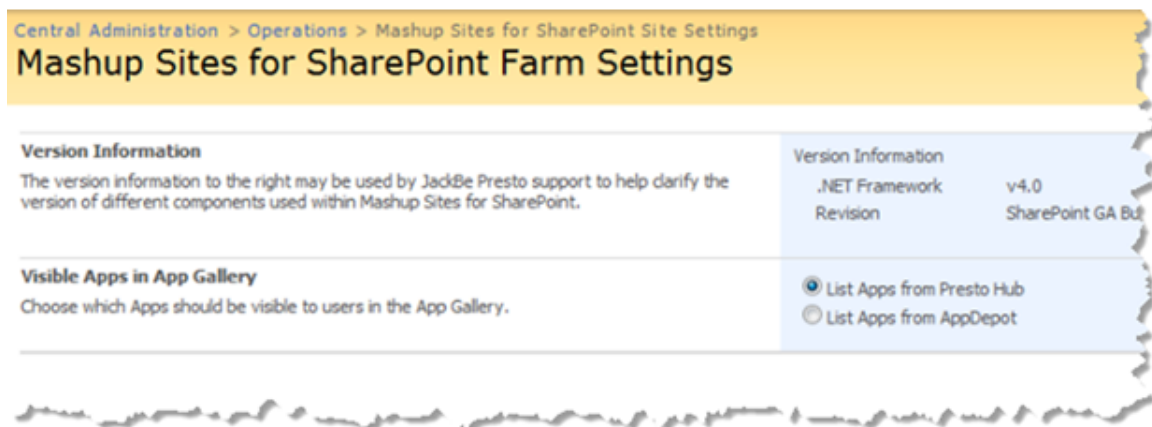 Central Administration > Operations > Mashup Sites for SharePoint Site Settings
Mashup Sites for SharePoint Farm Settings
Version Information
The version information to the right may be used by JackBe Presto support to help clarify the
version of different components used within Mashup Sites for SharePoint.
Version Information
.NET Framework v4.0
Revision SharePoint GA
Visible Apps in App Gallery
Choose which Apps should be visible to users in the App Gallery.
List Apps from Presto Hub
List Apps from AppDepot